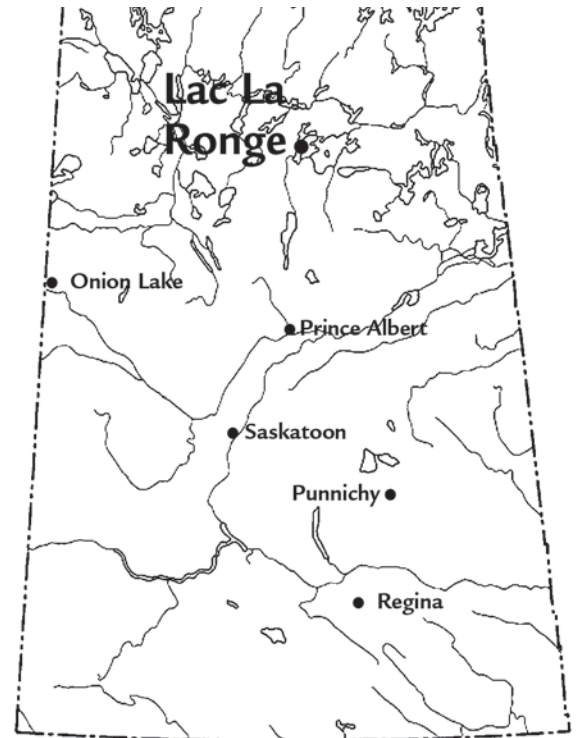 Lac La
Ronge
Onion Lake
Prince Albert
Saskatoon
Punnichy
Regina